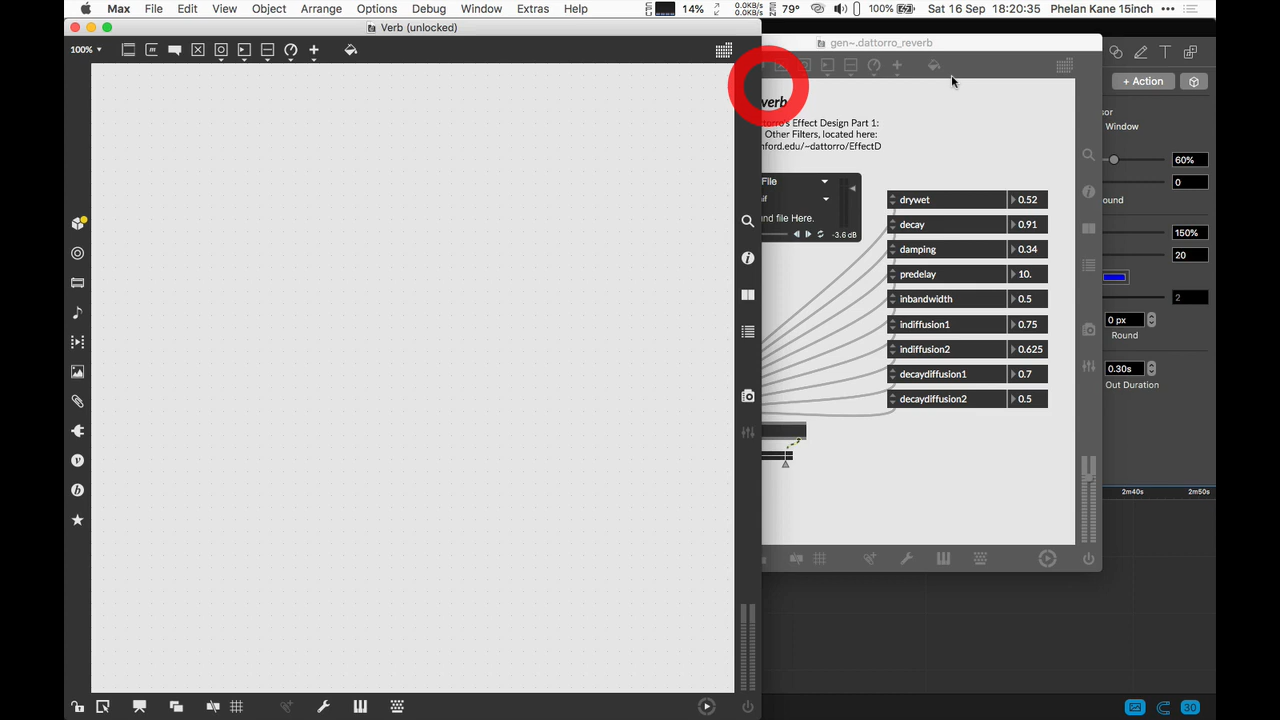 Max File Edit View Object Arrange Options Debug Window Extras Help 14% 0.0KB/s 0.0KB/s 79° 100% Sat 16 Sep 18:20:35 Phelan Kane 15inch
Verb (unlocked)
100%
gen~.dattorro_reverb
+ Action
verb
torro's Effect Design Part 1:
Other Filters, located here:
nford.edu/~dattorro/EffectD
File
if
nd file Here.
-3.6 dB
drywet 0.52
decay 0.91
damping 0.34
predelay 10.
inbandwidth 0.5
indiffusion1 0.75
indiffusion2 0.625
decaydiffusion1 0.7
decaydiffusion2 0.5
sor
Window
60%
0
ound
150%
20
2
0 px
Round
0.30s
Out Duration
2m40s 2m50s
30